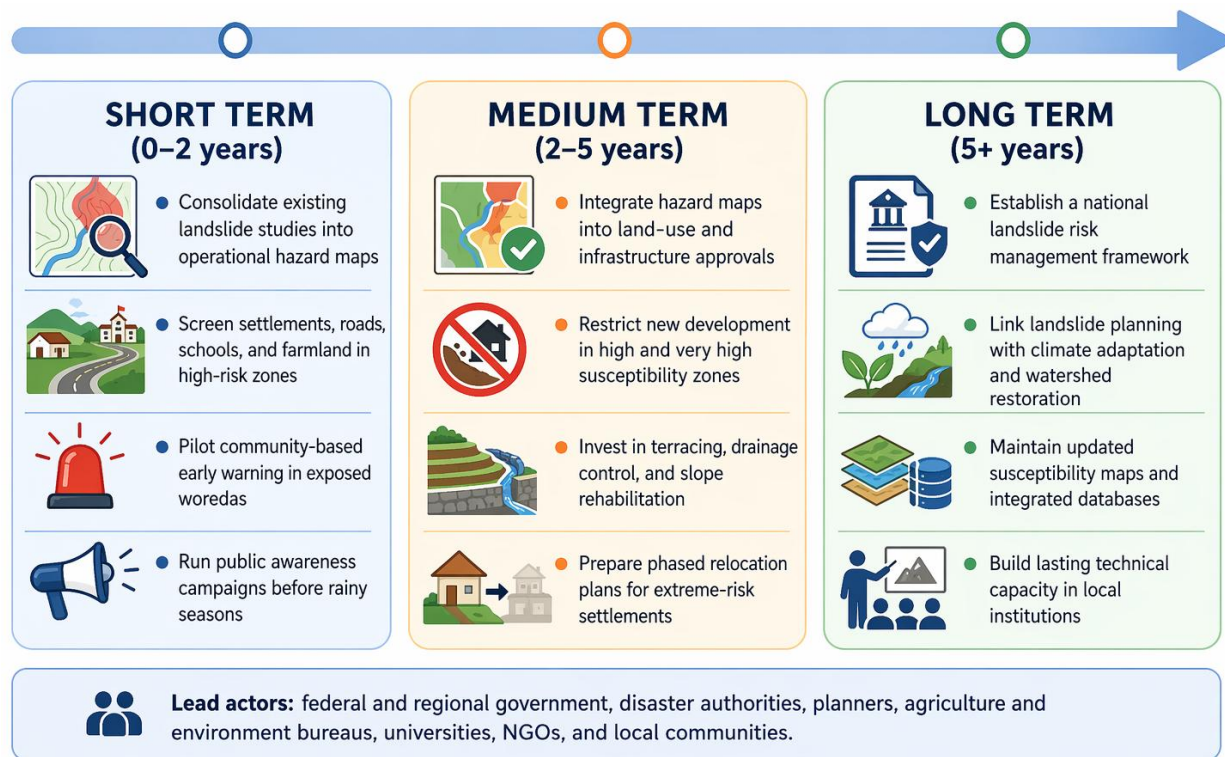 SHORT TERM
(0–2 years)
Consolidate existing
landslide studies into
operational hazard maps
Screen settlements, roads,
schools, and farmland in
high-risk zones
Pilot community-based
early warning in exposed
woredas
Run public awareness
campaigns before rainy
seasons
MEDIUM TERM
(2–5 years)
Integrate hazard maps
into land-use and
infrastructure approvals
Restrict new development
in high and very high
susceptibility zones
Invest in terracing, drainage
control, and slope
rehabilitation
Prepare phased relocation
plans for extreme-risk
settlements
LONG TERM
(5+ years)
Establish a national
landslide risk
management framework
Link landslide planning
with climate adaptation
and watershed
restoration
Maintain updated
susceptibility maps and
integrated databases
Build lasting technical
capacity in local
institutions
Lead actors: federal and regional government, disaster authorities, planners, agriculture and
environment bureaus, universities, NGOs, and local communities.